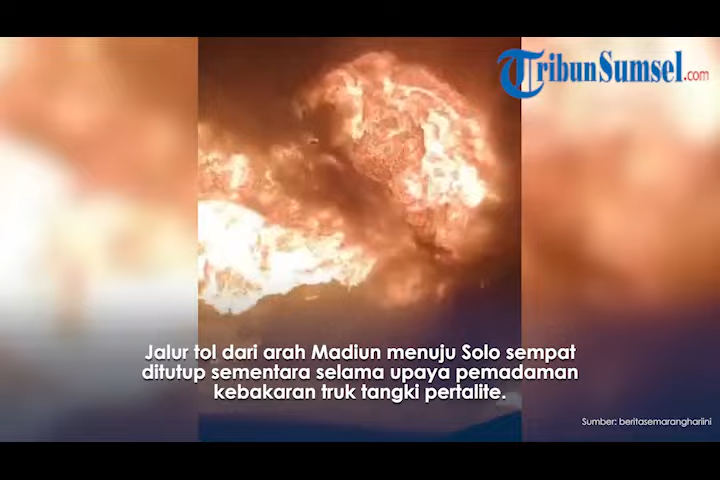 TribunSumsel.com
Jalur tol dari arah Madiun menuju Solo sempat
ditutup sementara selama upaya pemadaman
kebakaran truk tangki pertalite.
Sumber: beritasemaranghariini